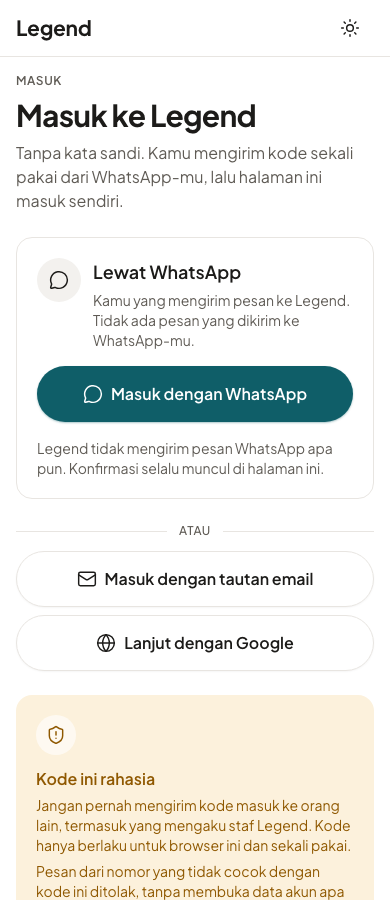 Legend
MASUK
Masuk ke Legend
Tanpa kata sandi. Kamu mengirim kode sekali
pakai dari WhatsApp-mu, lalu halaman ini
masuk sendiri.
Lewat WhatsApp
Kamu yang mengirim pesan ke Legend.
Tidak ada pesan yang dikirim ke
WhatsApp-mu.
Masuk dengan WhatsApp
Legend tidak mengirim pesan WhatsApp apa
pun. Konfirmasi selalu muncul di halaman ini.
ATAU
Masuk dengan tautan email
Lanjut dengan Google
Kode ini rahasia
Jangan pernah mengirim kode masuk ke orang
lain, termasuk yang mengaku staf Legend. Kode
hanya berlaku untuk browser ini dan sekali pakai.
Pesan dari nomor yang tidak cocok dengan
kode ini ditolak, tanpa membuka data akun apa